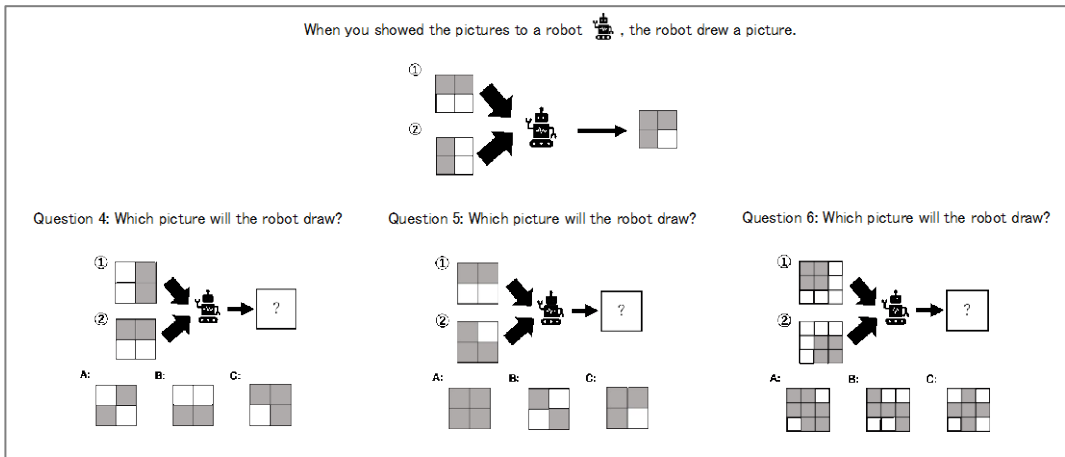 When you showed the pictures to a robot , the robot drew a picture.
①
②
Question 4: Which picture will the robot draw?
①
②
?
A: B: C:
Question 5: Which picture will the robot draw?
①
②
?
A: B: C:
Question 6: Which picture will the robot draw?
①
②
?
A: B: C: